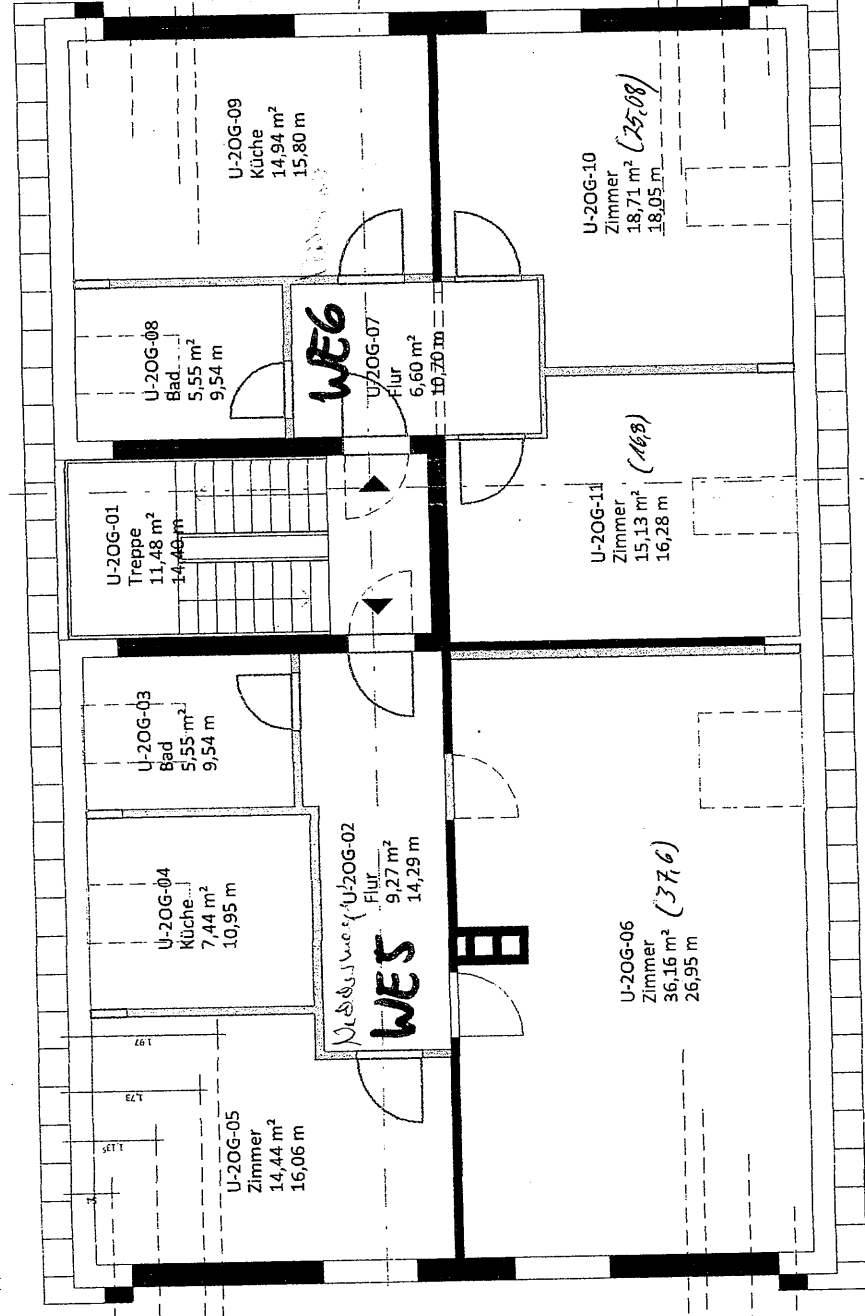 U-2OG-09
Küche
14,94 m²
15,80 m
U-2OG-10
Zimmer
18,71 m² (25,08)
18,05 m
U-2OG-08
Bad
5,55 m²
9,54 m
WE6
U-2OG-07
Flur
6,60 m²
10,70 m
U-2OG-01
Treppe
11,48 m²
14,40 m
U-2OG-11
Zimmer
15,13 m² (16,8)
16,28 m
U-2OG-03
Bad
5,55 m²
9,54 m
U-2OG-04
Küche
7,44 m²
10,95 m
U-2OG-02
Flur
9,27 m²
14,29 m
WE5
U-2OG-06
Zimmer
36,16 m² (37,6)
26,95 m
1,97
1,73
1,13⁵
U-2OG-05
Zimmer
14,44 m²
16,06 m